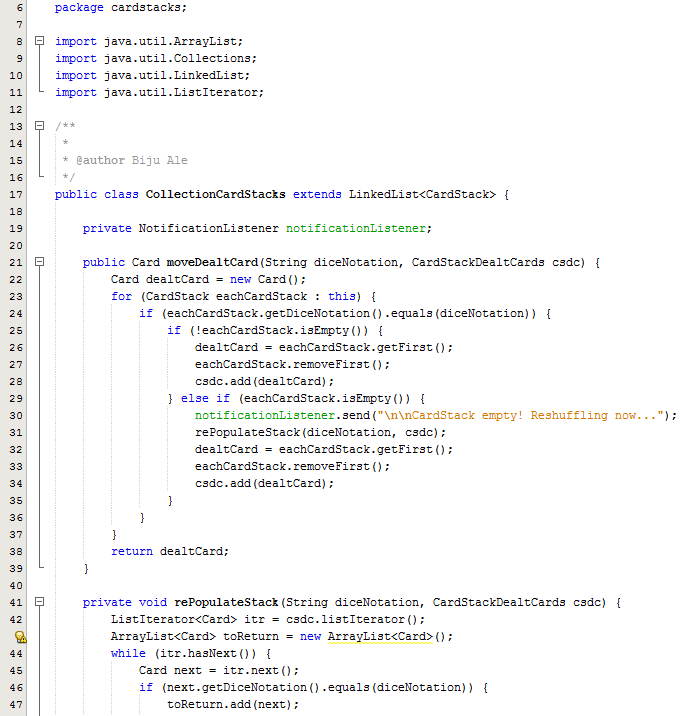 6 package cardstacks;
7
8 import java.util.ArrayList;
9 import java.util.Collections;
10 import java.util.LinkedList;
11 import java.util.ListIterator;
12
13 /**
14  *
15  * @author Biju Ale
16  */
17 public class CollectionCardStacks extends LinkedList<CardStack> {
18
19     private NotificationListener notificationListener;
20
21     public Card moveDealtCard(String diceNotation, CardStackDealtCards csdc) {
22         Card dealtCard = new Card();
23         for (CardStack eachCardStack : this) {
24             if (eachCardStack.getDiceNotation().equals(diceNotation)) {
25                 if (!eachCardStack.isEmpty()) {
26                     dealtCard = eachCardStack.getFirst();
27                     eachCardStack.removeFirst();
28                     csdc.add(dealtCard);
29                 } else if (eachCardStack.isEmpty()) {
30                     notificationListener.send("\n\nCardStack empty! Reshuffling now...");
31                     rePopulateStack(diceNotation, csdc);
32                     dealtCard = eachCardStack.getFirst();
33                     eachCardStack.removeFirst();
34                     csdc.add(dealtCard);
35                 }
36             }
37         }
38         return dealtCard;
39     }
40
41     private void rePopulateStack(String diceNotation, CardStackDealtCards csdc) {
42         ListIterator<Card> itr = csdc.listIterator();
        ArrayList<Card> toReturn = new ArrayList<Card>();
44         while (itr.hasNext()) {
45             Card next = itr.next();
46             if (next.getDiceNotation().equals(diceNotation)) {
47                 toReturn.add(next);